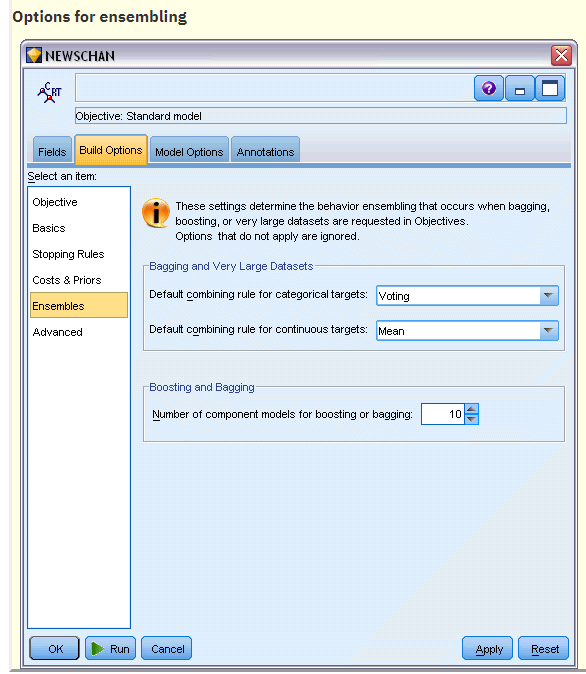 Options for ensembling
NEWSCHAN
C&RT
?
Objective: Standard model
Fields
Build Options
Model Options
Annotations
Select an item:
Objective
Basics
Stopping Rules
Costs & Priors
Ensembles
Advanced
i
These settings determine the behavior ensembling that occurs when bagging,
boosting, or very large datasets are requested in Objectives.
Options that do not apply are ignored.
Bagging and Very Large Datasets
Default combining rule for categorical targets: Voting
Default combining rule for continuous targets: Mean
Boosting and Bagging
Number of component models for boosting or bagging: 10
OK
Run
Cancel
Apply
Reset